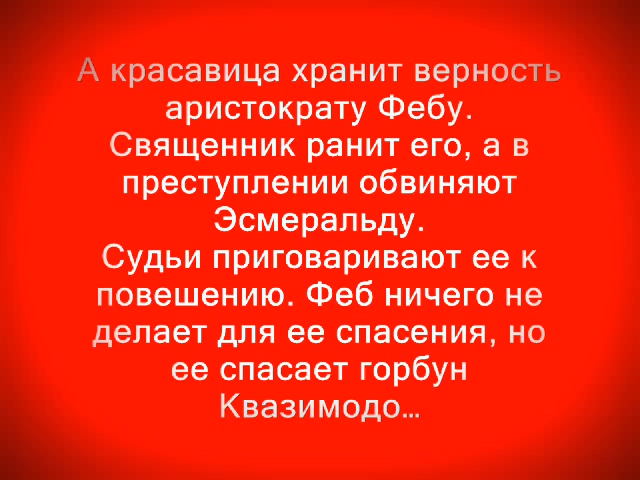 А красавица хранит верность
аристократу Фебу.
Священник ранит его, а в
преступлении обвиняют
Эсмеральду.
Судьи приговаривают ее к
повешению. Феб ничего не
делает для ее спасения, но
ее спасает горбун
Квазимодо…